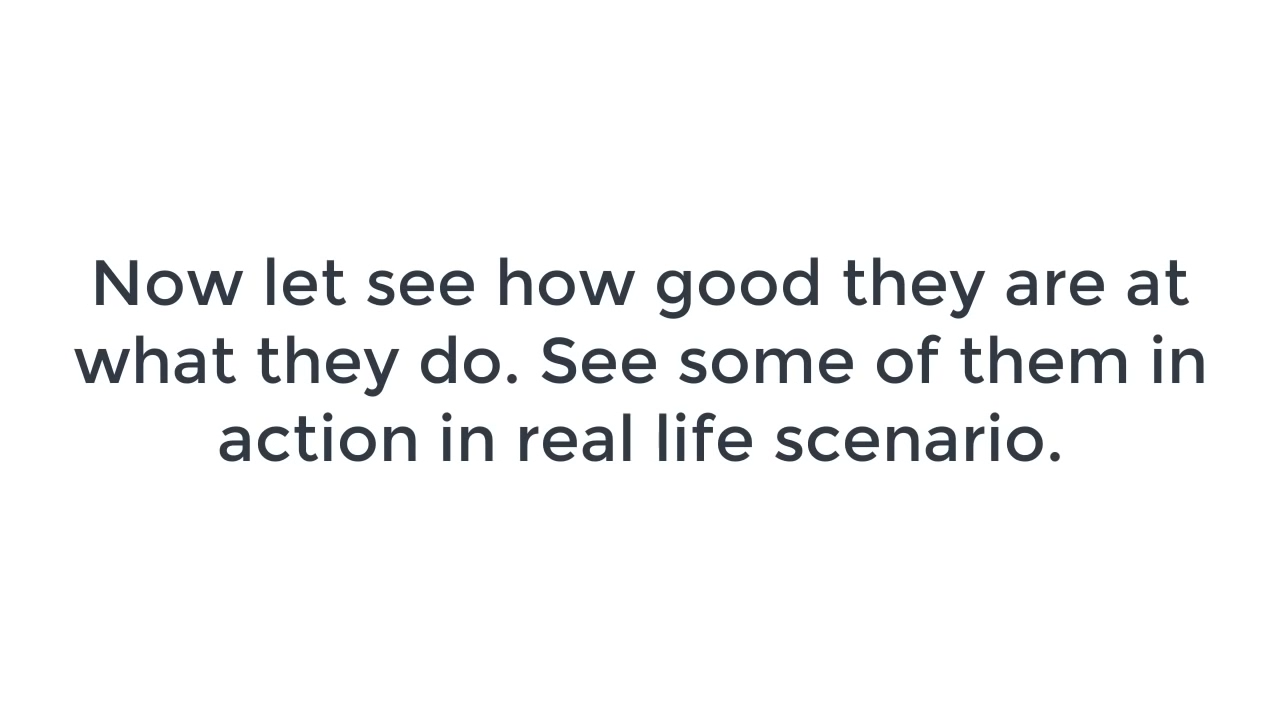 Now let see how good they are at
what they do. See some of them in
action in real life scenario.